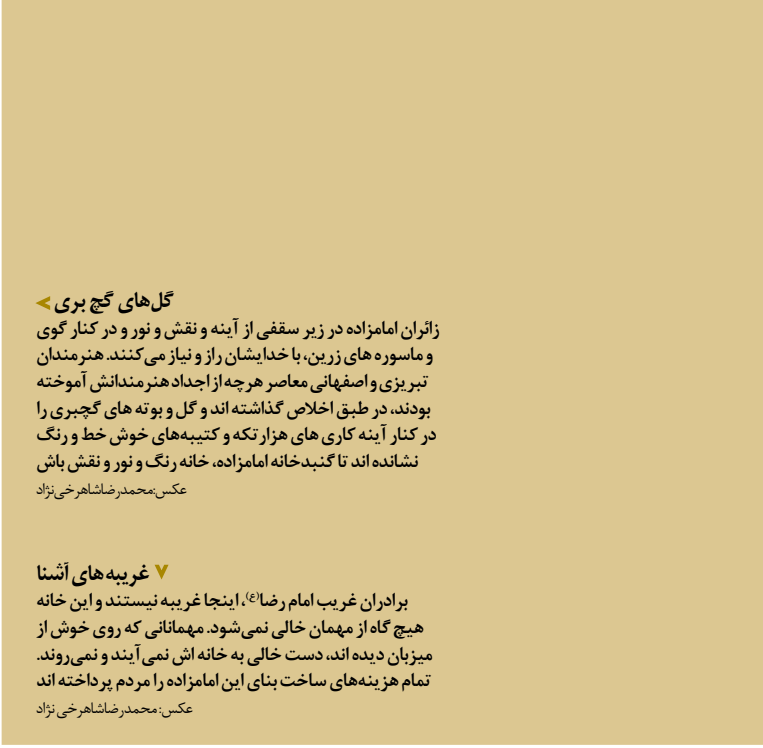 گل‌های گچ بری
زائران امامزاده در زیر سقفی از آینه و نقش و نور و در کنار گوی
و ماسوره های زرین، با خدایشان راز و نیاز می‌کنند. هنرمندان
تبریزی و اصفهانی معاصر هرچه از اجداد هنرمندانش آموخته
بودند، در طبق اخلاص گذاشته اند و گل و بوته های گچبری را
در کنار آینه کاری های هزار تکه و کتیبه‌های خوش خط و رنگ
نشانده اند تا گنبدخانه امامزاده، خانه رنگ و نور و نقش باش
عکس:محمدرضاشاهرخی‌نژاد
غریبه‌های آشنا
برادران غریب امام رضا(ع)، اینجا غریبه نیستند و این خانه
هیچ گاه از مهمان خالی نمی‌شود. مهمانانی که روی خوش از
میزبان دیده اند، دست خالی به خانه اش نمی‌آیند و نمی‌روند.
تمام هزینه‌های ساخت بنای این امامزاده را مردم پرداخته اند
عکس: محمدرضاشاهرخی نژاد